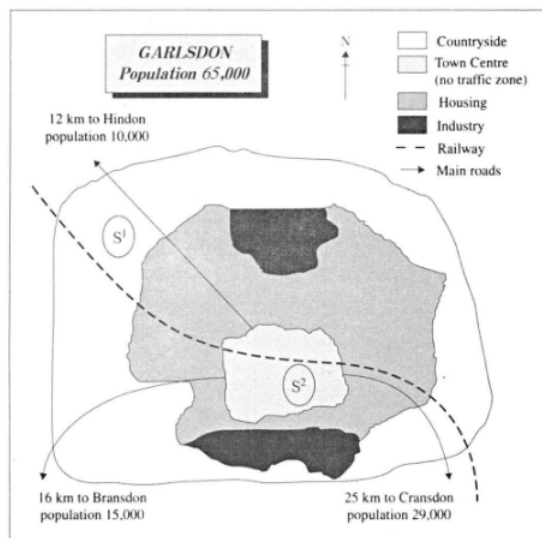 GARLSDON
Population 65,000
N
Countryside
Town Centre
(no traffic zone)
Housing
Industry
Railway
Main roads
12 km to Hindon
population 10,000
S¹
S²
16 km to Bransdon
population 15,000
25 km to Cransdon
population 29,000